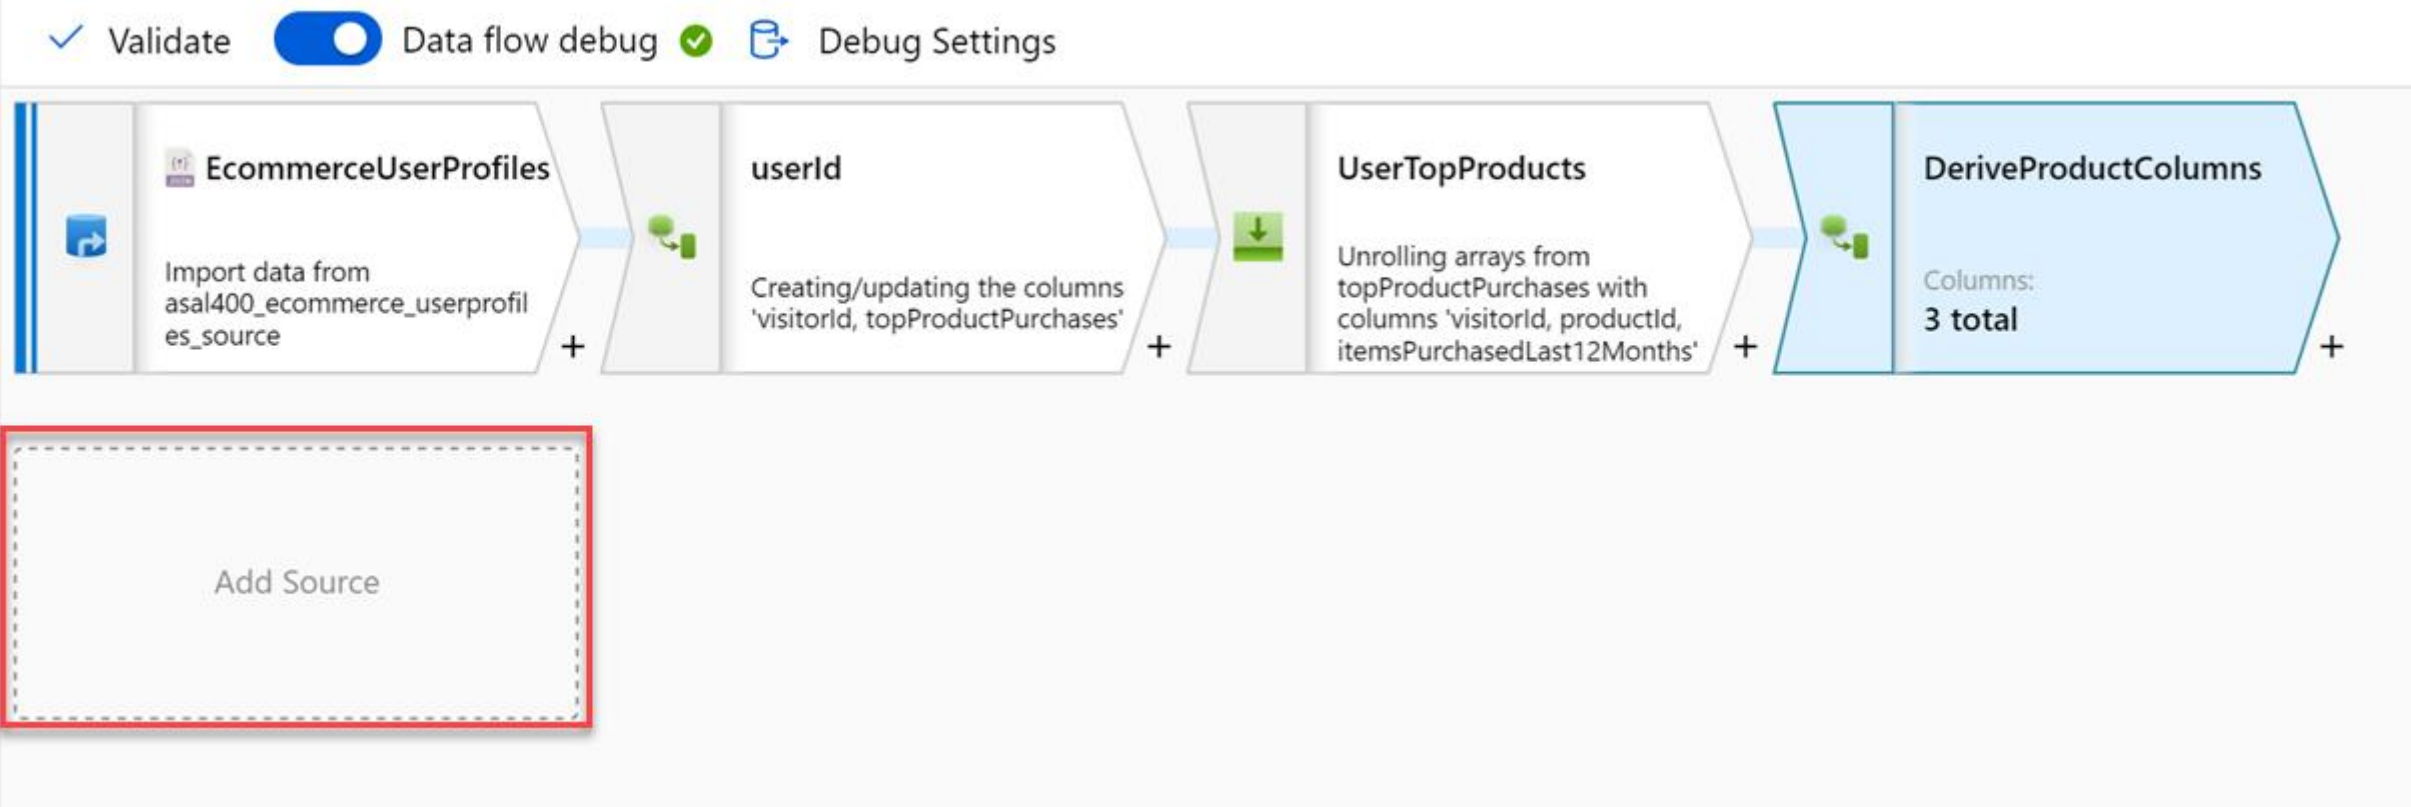 Validate Data flow debug Debug Settings
EcommerceUserProfiles
Import data from
asal400_ecommerce_userprofil
es_source
+
userId
Creating/updating the columns
'visitorId, topProductPurchases'
+
UserTopProducts
Unrolling arrays from
topProductPurchases with
columns 'visitorId, productId,
itemsPurchasedLast12Months'
+
DeriveProductColumns
Columns:
3 total
+
Add Source